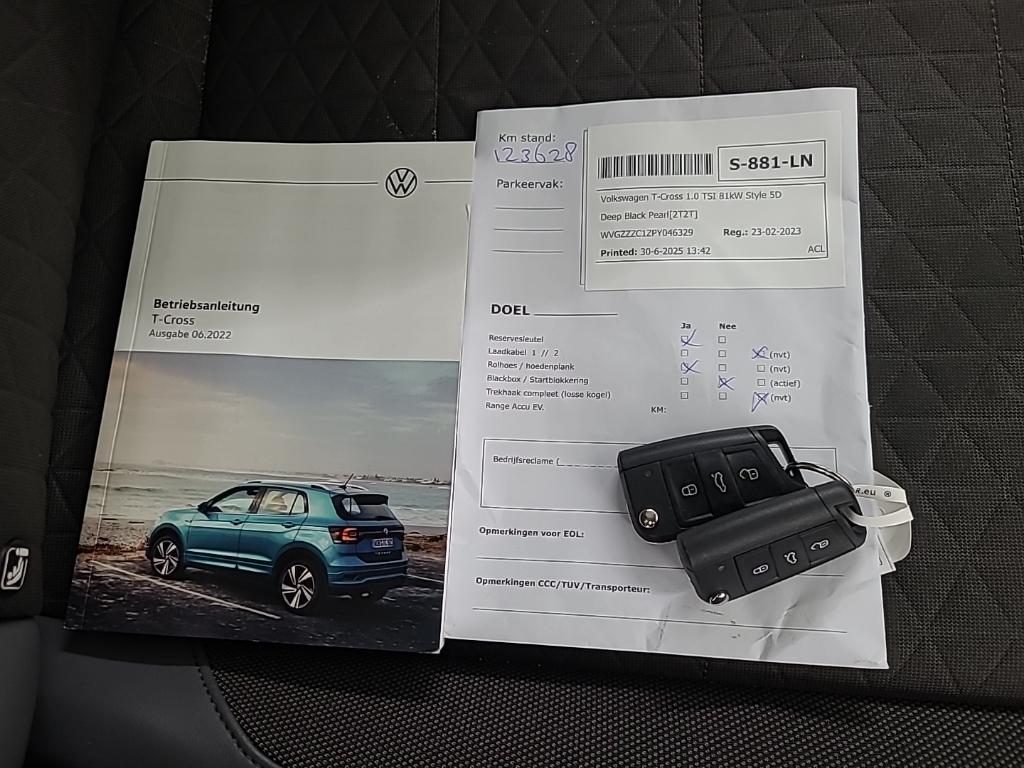 Betriebsanleitung
T-Cross
Ausgabe 06.2022
Km stand:
123628
Parkeervak:
S-881-LN
Volkswagen T-Cross 1.0 TSI 81kW Style 5D
Deep Black Pearl[2T2T]
WVGZZZC1ZPY046329 Reg.: 23-02-2023
Printed: 30-6-2025 13:42 ACL
DOEL
Ja Nee
Reservesleutel
Laadkabel 1 // 2 (nvt)
Rolhoes / hoedenplank (nvt)
Blackbox / Startblokkering (actief)
Trekhaak compleet (losse kogel) (nvt)
Range Accu EV. KM:
Bedrijfsreclame (
Opmerkingen voor EOL:
Opmerkingen CCC/TUV/Transporteur:
.eu ®